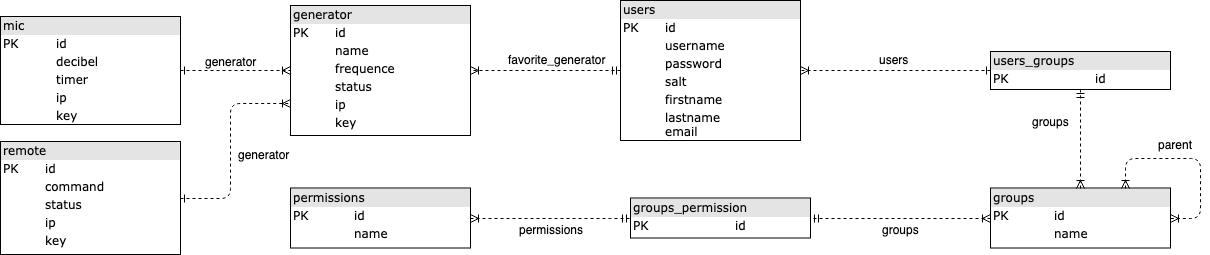 mic
PK id
decibel
timer
ip
key
generator
generator
PK id
name
frequence
status
ip
key
favorite_generator
users
PK id
username
password
salt
firstname
lastname
email
users
users_groups
PK id
groups
parent
remote
PK id
command
status
ip
key
generator
permissions
PK id
name
permissions
groups_permission
PK id
groups
groups
PK id
name